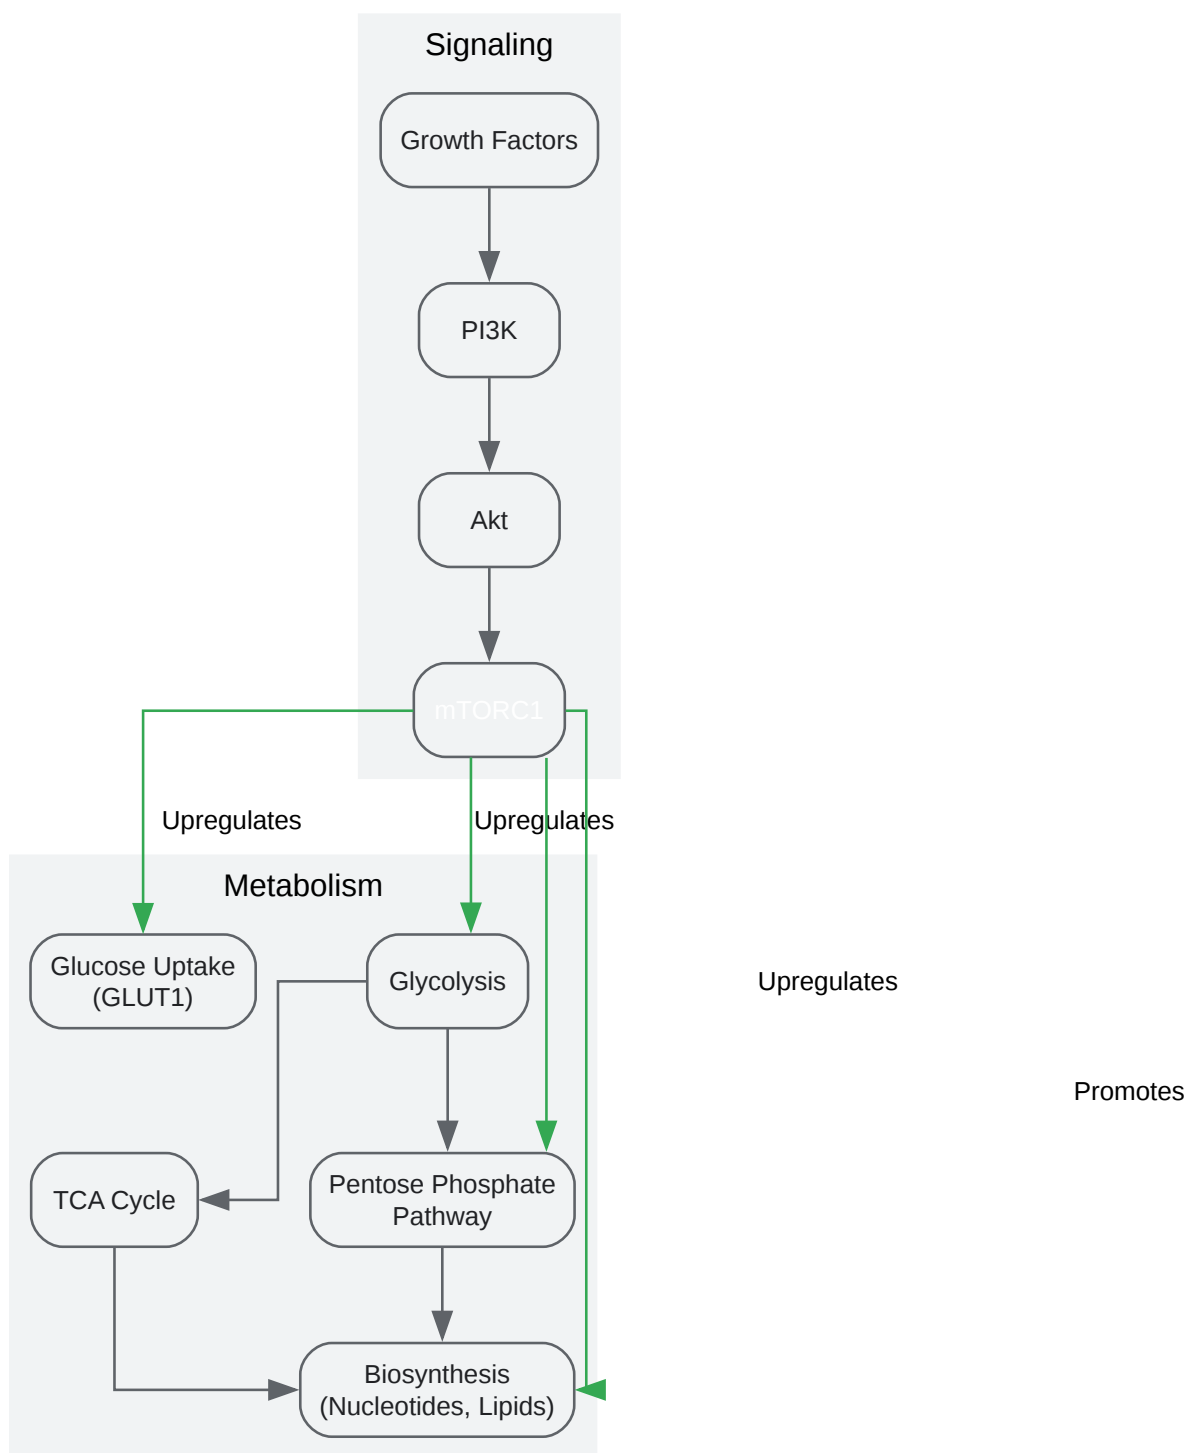 Signaling
Growth Factors
PI3K
Akt
mTORC1
Upregulates
Upregulates
Metabolism
Glucose Uptake
(GLUT1)
Glycolysis
Upregulates
Promotes
TCA Cycle
Pentose Phosphate
Pathway
Biosynthesis
(Nucleotides, Lipids)